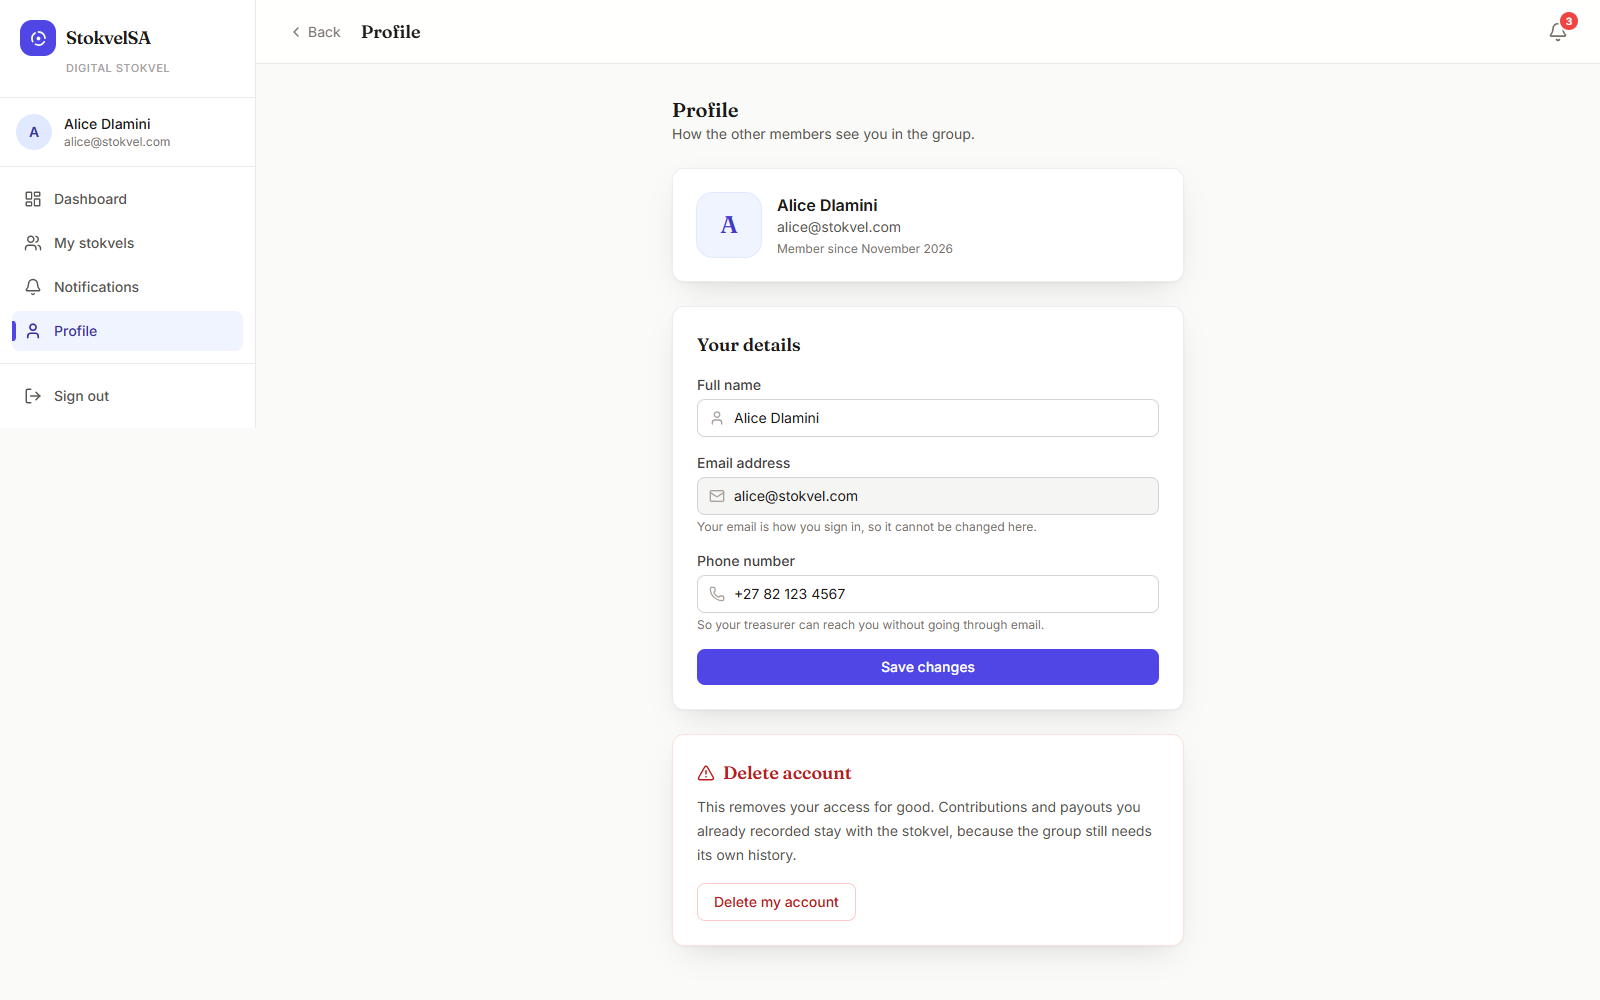 StokvelSA
DIGITAL STOKVEL
A
Alice Dlamini
alice@stokvel.com
Dashboard
My stokvels
Notifications
Profile
Sign out
Back
Profile
3
Profile
How the other members see you in the group.
A
Alice Dlamini
alice@stokvel.com
Member since November 2026
Your details
Full name
Alice Dlamini
Email address
alice@stokvel.com
Your email is how you sign in, so it cannot be changed here.
Phone number
+27 82 123 4567
So your treasurer can reach you without going through email.
Save changes
Delete account
This removes your access for good. Contributions and payouts you
already recorded stay with the stokvel, because the group still needs
its own history.
Delete my account